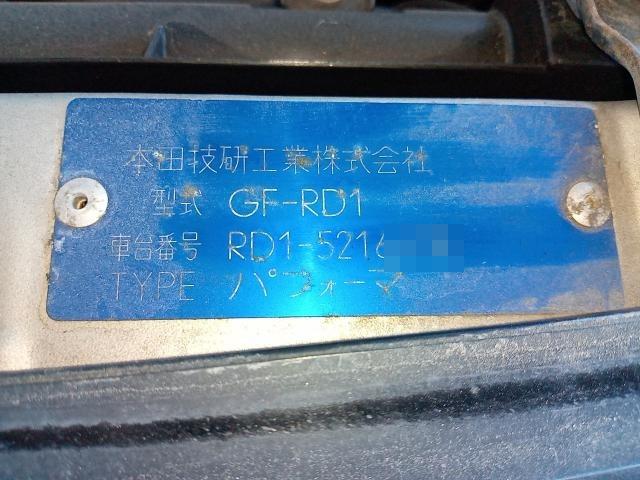 本田技研工業株式会社
型式 GF-RD1
車台番号 RD1-5216
TYPE パフォーマ